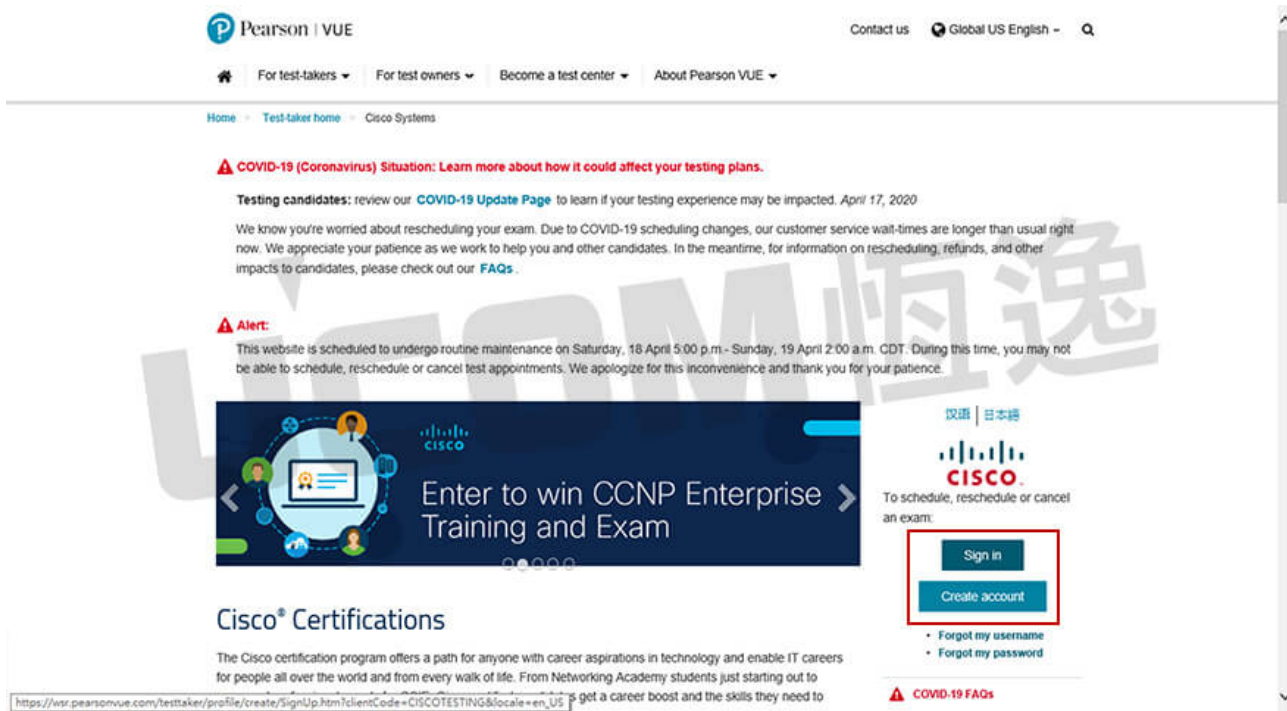 Pearson | VUE
Contact us Global US English
For test-takers For test owners Become a test center About Pearson VUE
Home Test-taker home Cisco Systems
COVID-19 (Coronavirus) Situation: Learn more about how it could affect your testing plans.
Testing candidates: review our COVID-19 Update Page to learn if your testing experience may be impacted. April 17, 2020
We know you're worried about rescheduling your exam. Due to COVID-19 scheduling changes, our customer service wait-times are longer than usual right
now. We appreciate your patience as we work to help you and other candidates. In the meantime, for information on rescheduling, refunds, and other
impacts to candidates, please check out our FAQs .
Alert:
This website is scheduled to undergo routine maintenance on Saturday, 18 April 5:00 p.m.- Sunday, 19 April 2:00 a.m. CDT. During this time, you may not
be able to schedule, reschedule or cancel test appointments. We apologize for this inconvenience and thank you for your patience.
UCOM恆逸
CISCO
Enter to win CCNP Enterprise
Training and Exam
汉语 | 日本語
CISCO
To schedule, reschedule or cancel
an exam:
Sign in
Create account
Forgot my username
Forgot my password
COVID-19 FAQs
Cisco® Certifications
The Cisco certification program offers a path for anyone with career aspirations in technology and enable IT careers
for people all over the world and from every walk of life. From Networking Academy students just starting out to
get a career boost and the skills they need to
https://wsr.pearsonvue.com/testtaker/profile/create/SignUp.htm?clientCode=CISCOTESTING&locale=en_US